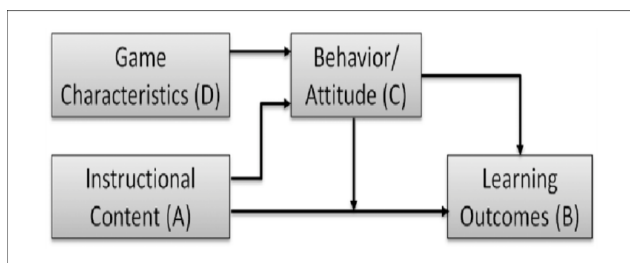 Game
Characteristics (D)
Behavior/
Attitude (C)
Instructional
Content (A)
Learning
Outcomes (B)